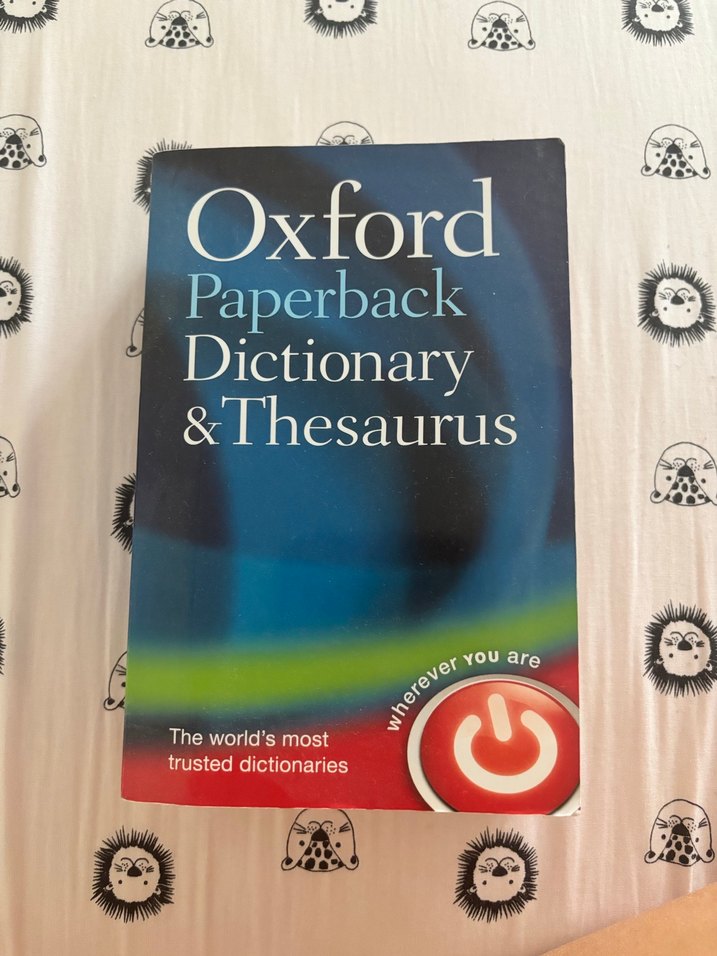 Oxford
Paperback
Dictionary
& Thesaurus
wherever YOU are
The world's most
trusted dictionaries